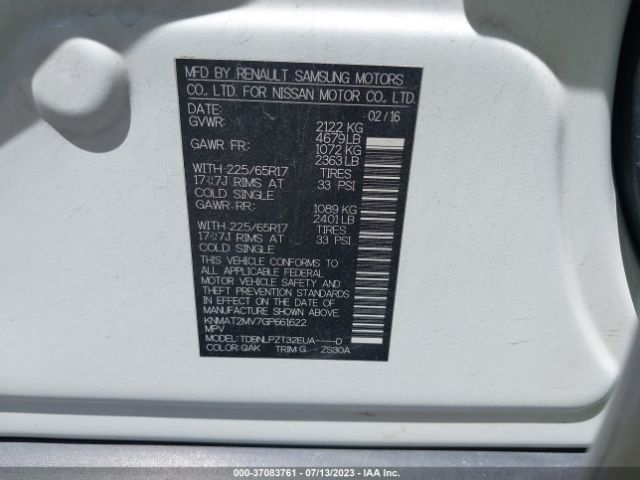 MFD BY RENAULT SAMSUNG MOTORS
CO., LTD. FOR NISSAN MOTOR CO., LTD.
DATE: 02/16
GVWR: 2122 KG
4679 LB
GAWR FR: 1072 KG
2363 LB
WITH 225/65R17 TIRES
17X7J RIMS AT 33 PSI
COLD SINGLE
GAWR RR: 1089 KG
2401 LB
WITH 225/65R17 TIRES
17X7J RIMS AT 33 PSI
COLD SINGLE
THIS VEHICLE CONFORMS TO
ALL APPLICABLE FEDERAL
MOTOR VEHICLE SAFETY AND
THEFT PREVENTION STANDARDS
IN EFFECT ON THE DATE OF
MANUFACTURE SHOWN ABOVE.
KNMAT2MV7GP661622
MPV
MODEL: TDBNLPZT32EUA----D
COLOR: QAK TRIM: G ZS30A
000-37083761 - 07/13/2023 - IAA Inc.